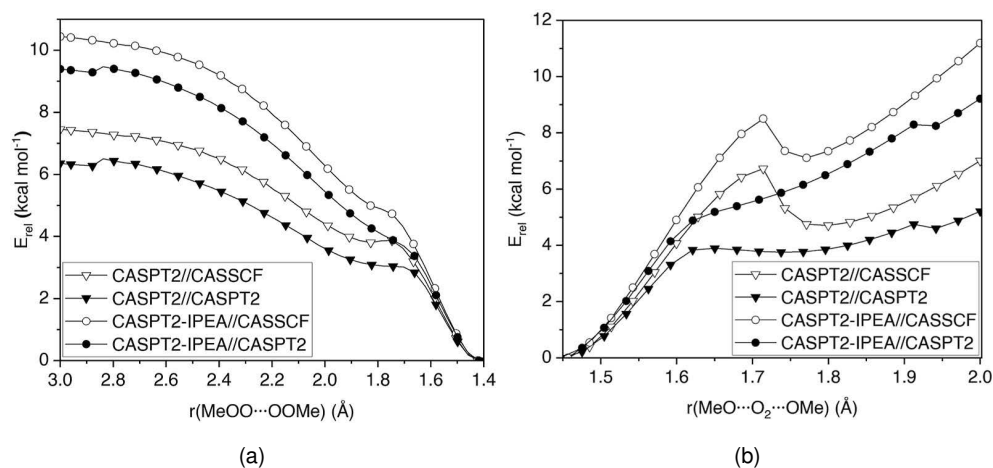 E_rel (kcal mol⁻¹)
10
8
6
4
2
0
CASPT2//CASSCF
CASPT2//CASPT2
CASPT2-IPEA//CASSCF
CASPT2-IPEA//CASPT2
3.0 2.8 2.6 2.4 2.2 2.0 1.8 1.6 1.4
r(MeOO···OOMe) (Å)
(a)
E_rel (kcal mol⁻¹)
12
10
8
6
4
2
0
CASPT2//CASSCF
CASPT2//CASPT2
CASPT2-IPEA//CASSCF
CASPT2-IPEA//CASPT2
1.5 1.6 1.7 1.8 1.9 2.0
r(MeO···O₂···OMe) (Å)
(b)